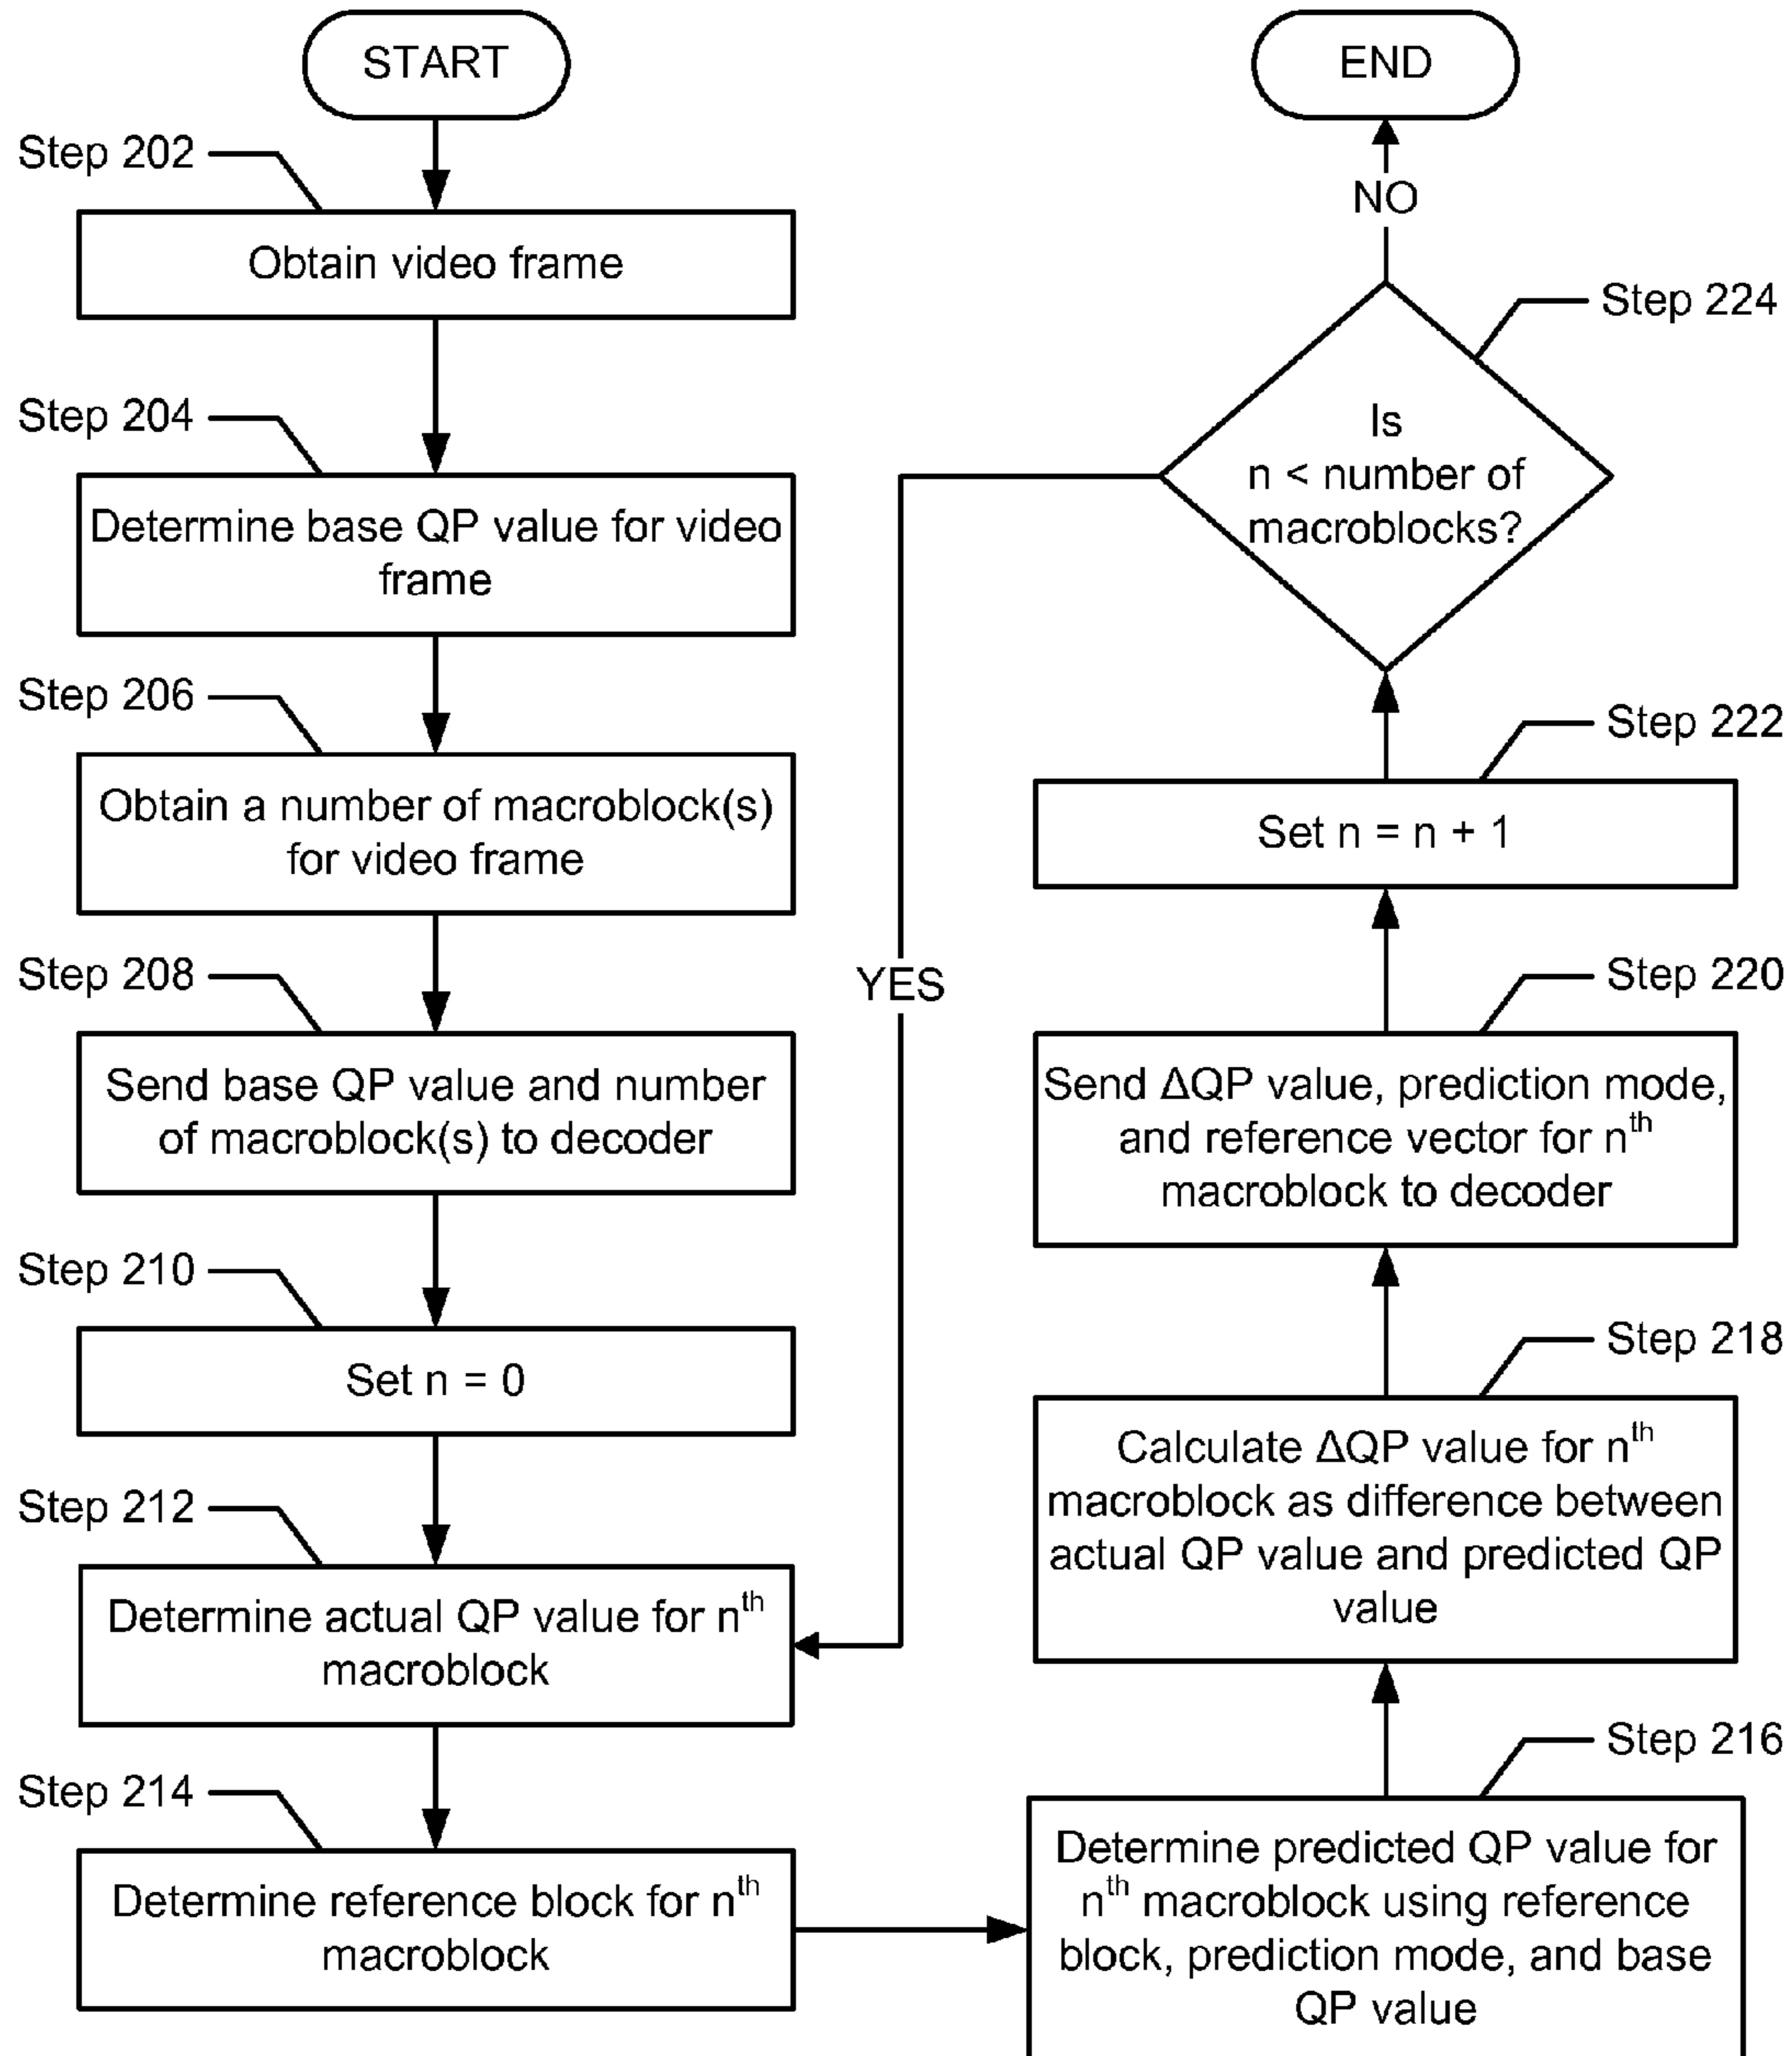 START
Step 202
Obtain video frame
Step 204
Determine base QP value for video
frame
Step 206
Obtain a number of macroblock(s)
for video frame
Step 208
Send base QP value and number
of macroblock(s) to decoder
Step 210
Set n = 0
Step 212
Determine actual QP value for nth
macroblock
Step 214
Determine reference block for nth
macroblock
Step 216
Determine predicted QP value for
nth macroblock using reference
block, prediction mode, and base
QP value
Step 218
Calculate ΔQP value for nth
macroblock as difference between
actual QP value and predicted QP
value
Step 220
Send ΔQP value, prediction mode,
and reference vector for nth
macroblock to decoder
Step 222
Set n = n + 1
Step 224
Is
n < number of
macroblocks?
YES
NO
END